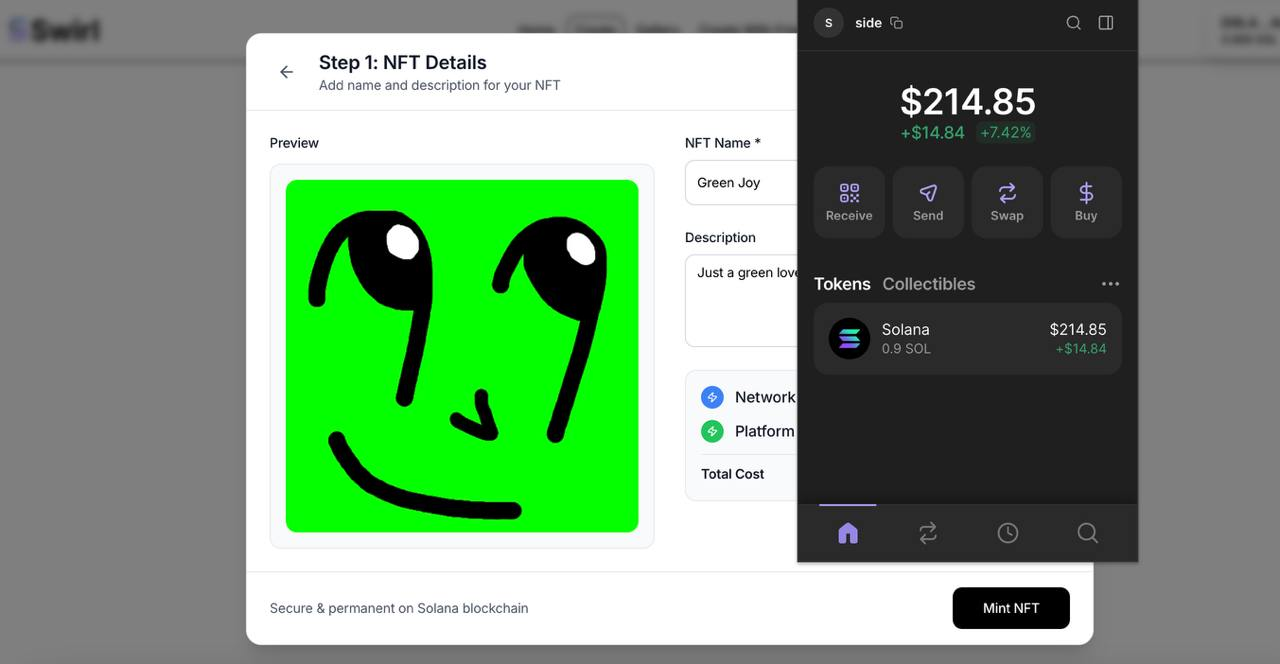 Swirl
Step 1: NFT Details
Add name and description for your NFT
Preview
NFT Name *
Green Joy
Description
Just a green love
Network
Platform
Total Cost
Secure & permanent on Solana blockchain
Mint NFT
S
side
$214.85
+$14.84 +7.42%
Receive Send Swap Buy
Tokens Collectibles
Solana $214.85
0.9 SOL +$14.84